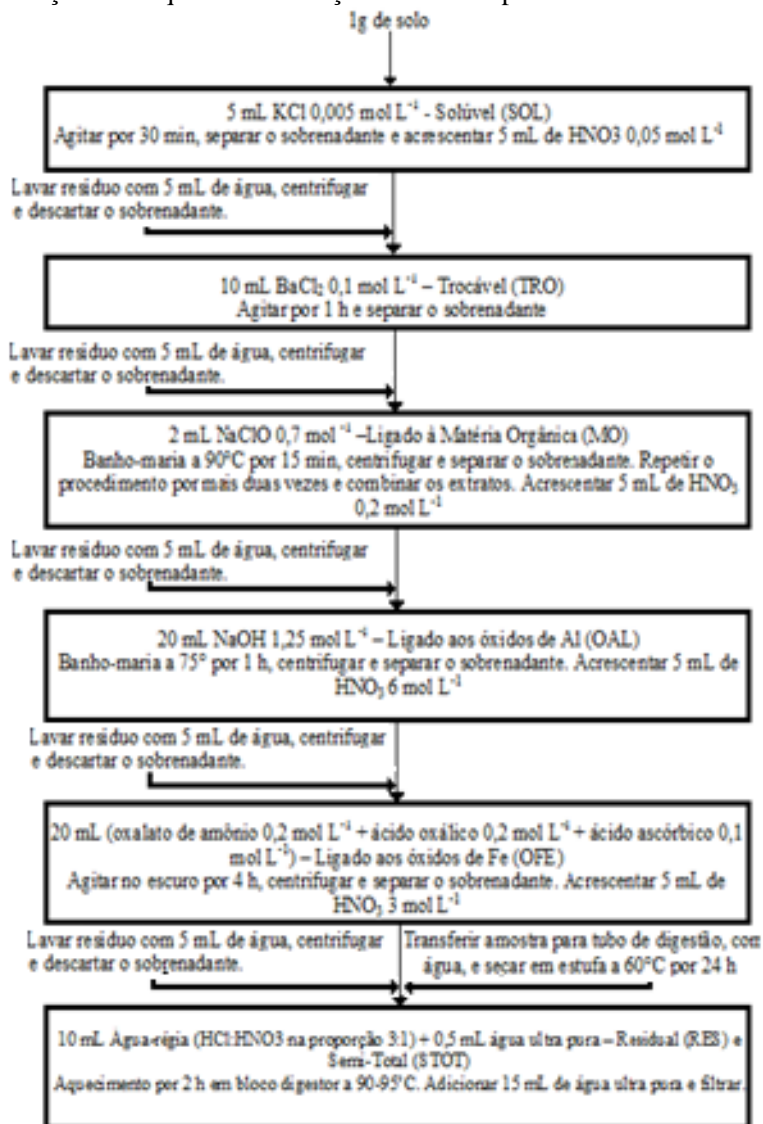 1g de solo
5 mL KCl 0,005 mol L⁻¹ - Solúvel (SOL)
Agitar por 30 min, separar o sobrenadante e acrescentar 5 mL de HNO3 0,05 mol L⁻¹
Lavar resíduo com 5 mL de água, centrifugar
e descartar o sobrenadante.
10 mL BaCl₂ 0,1 mol L⁻¹ – Trocável (TRO)
Agitar por 1 h e separar o sobrenadante
Lavar resíduo com 5 mL de água, centrifugar
e descartar o sobrenadante.
2 mL NaClO 0,7 mol ⁻¹ –Ligado à Matéria Orgânica (MO)
Banho-maria a 90°C por 15 min, centrifugar e separar o sobrenadante. Repetir o
procedimento por mais duas vezes e combinar os extratos. Acrescentar 5 mL de HNO₃
0,2 mol L⁻¹
Lavar resíduo com 5 mL de água, centrifugar
e descartar o sobrenadante.
20 mL NaOH 1,25 mol L⁻¹ – Ligado aos óxidos de Al (OAL)
Banho-maria a 75° por 1 h, centrifugar e separar o sobrenadante. Acrescentar 5 mL de
HNO₃ 6 mol L⁻¹
Lavar resíduo com 5 mL de água, centrifugar
e descartar o sobrenadante.
20 mL (oxalato de amônio 0,2 mol L⁻¹ + ácido oxálico 0,2 mol L⁻¹ + ácido ascórbico 0,1
mol L⁻¹) – Ligado aos óxidos de Fe (OFE)
Agitar no escuro por 4 h, centrifugar e separar o sobrenadante. Acrescentar 5 mL de
HNO₃ 3 mol L⁻¹
Lavar resíduo com 5 mL de água, centrifugar
e descartar o sobrenadante.
Transferir amostra para tubo de digestão, com
água, e secar em estufa a 60°C por 24 h
10 mL Água-régia (HCl:HNO3 na proporção 3:1) + 0,5 mL água ultra pura – Residual (RES) e
Semi-Total (STOT)
Aquecimento por 2 h em bloco digestor a 90-95°C. Adicionar 15 mL de água ultra pura e filtrar.